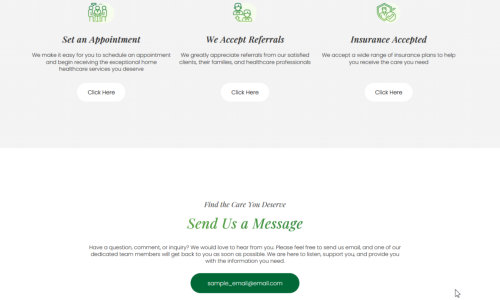 Set an Appointment
We Accept Referrals
Insurance Accepted
We make it easy for you to schedule an appointment
and begin receiving the exceptional home
healthcare services you deserve
We greatly appreciate referrals from our satisfied
clients, their families, and healthcare professionals
We accept a wide range of insurance plans to help
you receive the care you need
Click Here
Click Here
Click Here
Find the Care You Deserve
Send Us a Message
Have a question, comment, or inquiry? We would love to hear from you. Please feel free to send us email, and one of our
dedicated team members will get back to you as soon as possible. We are here to listen, support you, and provide you
with the information you need.
sample_email@email.com